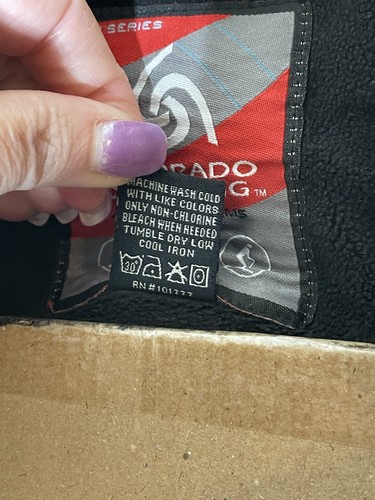 SERIES
RADO
G ™
MACHINE WASH COLD
WITH LIKE COLORS
ONLY NON-CHLORINE
BLEACH WHEN NEEDED
TUMBLE DRY LOW
COOL IRON
30°
RN #101777